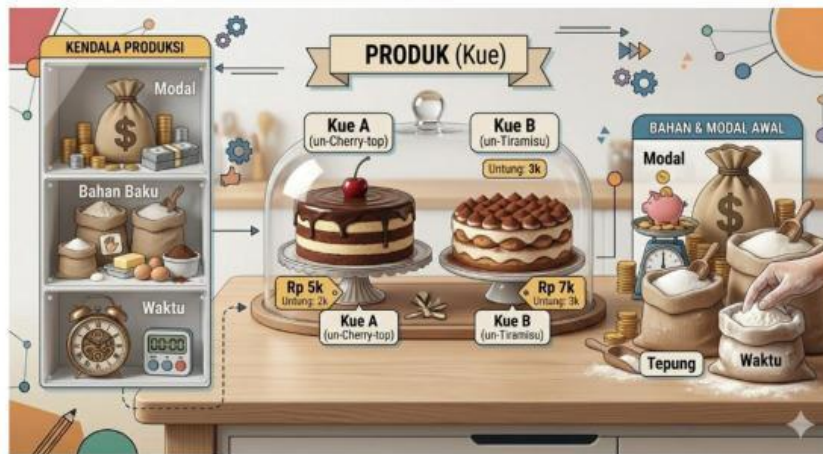 KENDALA PRODUKSI
Modal
Bahan Baku
Waktu
00:00
PRODUK (Kue)
Kue A
(un-Cherry-top)
Kue B
(un-Tiramisu)
Untung: 3k
Rp 5k
Untung: 2k
Rp 7k
Untung: 3k
Kue A
(un-Cherry-top)
Kue B
(un-Tiramisu)
BAHAN & MODAL AWAL
Modal
Tepung
Waktu